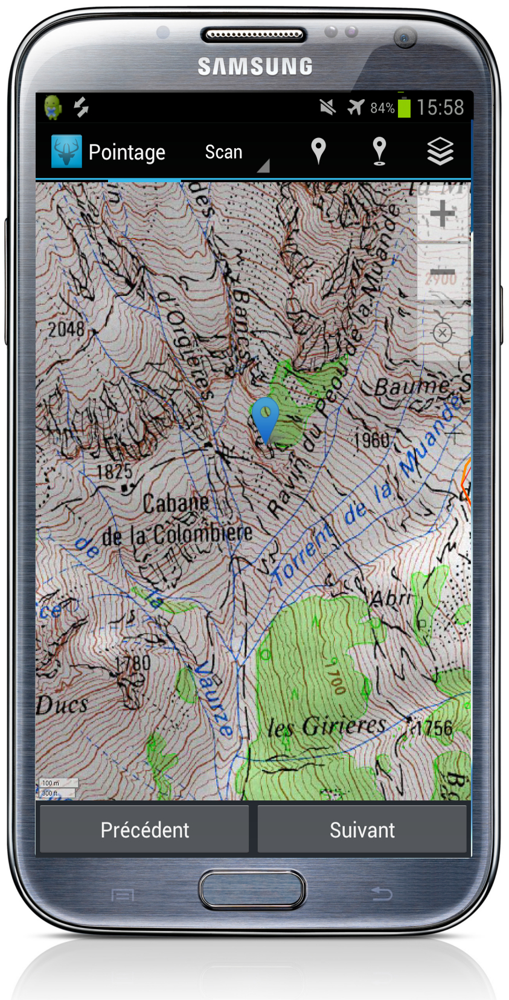 SAMSUNG
84% 15:58
Pointage
Scan
des
2900
Bancs
d'Orgières
2048
Ravin du Péou de la Muande
Baume
1960
Torrent de la Muande
1825
Cabane
de la Colombière
de
la
Vaurze
Abri
1780
1700
Ducs
les Girières
1756
100 m
300 ft
Précédent
Suivant